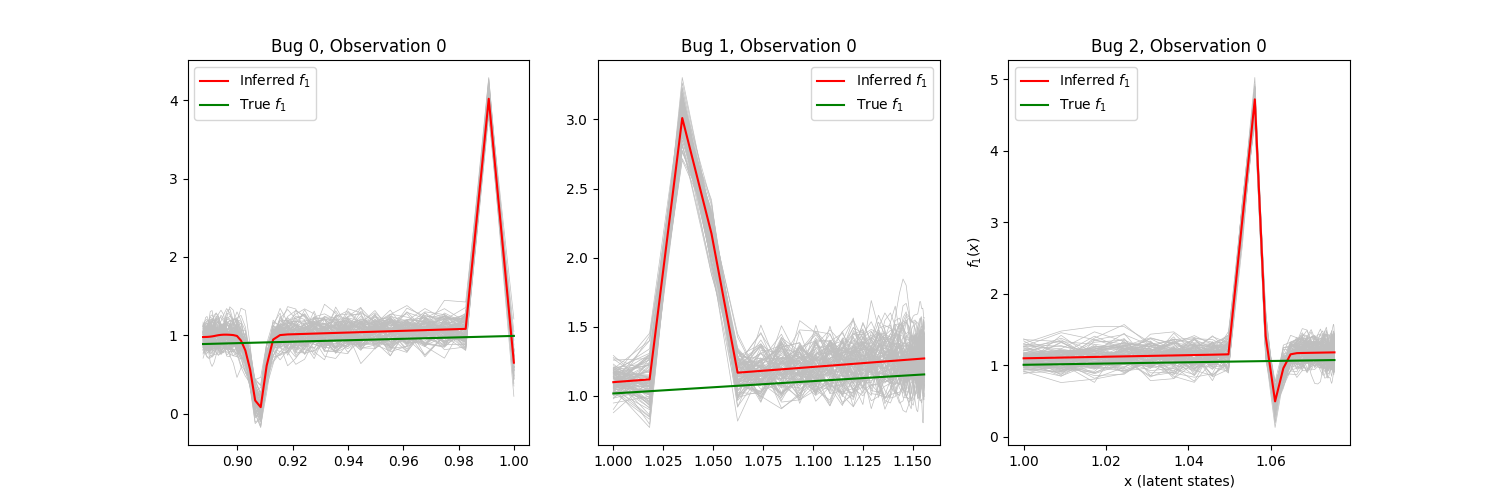 Bug 0, Observation 0
Inferred f₁
True f₁
4
3
2
1
0
0.90 0.92 0.94 0.96 0.98 1.00
Bug 1, Observation 0
Inferred f₁
True f₁
3.0
2.5
2.0
1.5
1.0
1.000 1.025 1.050 1.075 1.100 1.125 1.150
Bug 2, Observation 0
Inferred f₁
True f₁
5
4
3
2
1
0
f₁(x)
1.00 1.02 1.04 1.06
x (latent states)